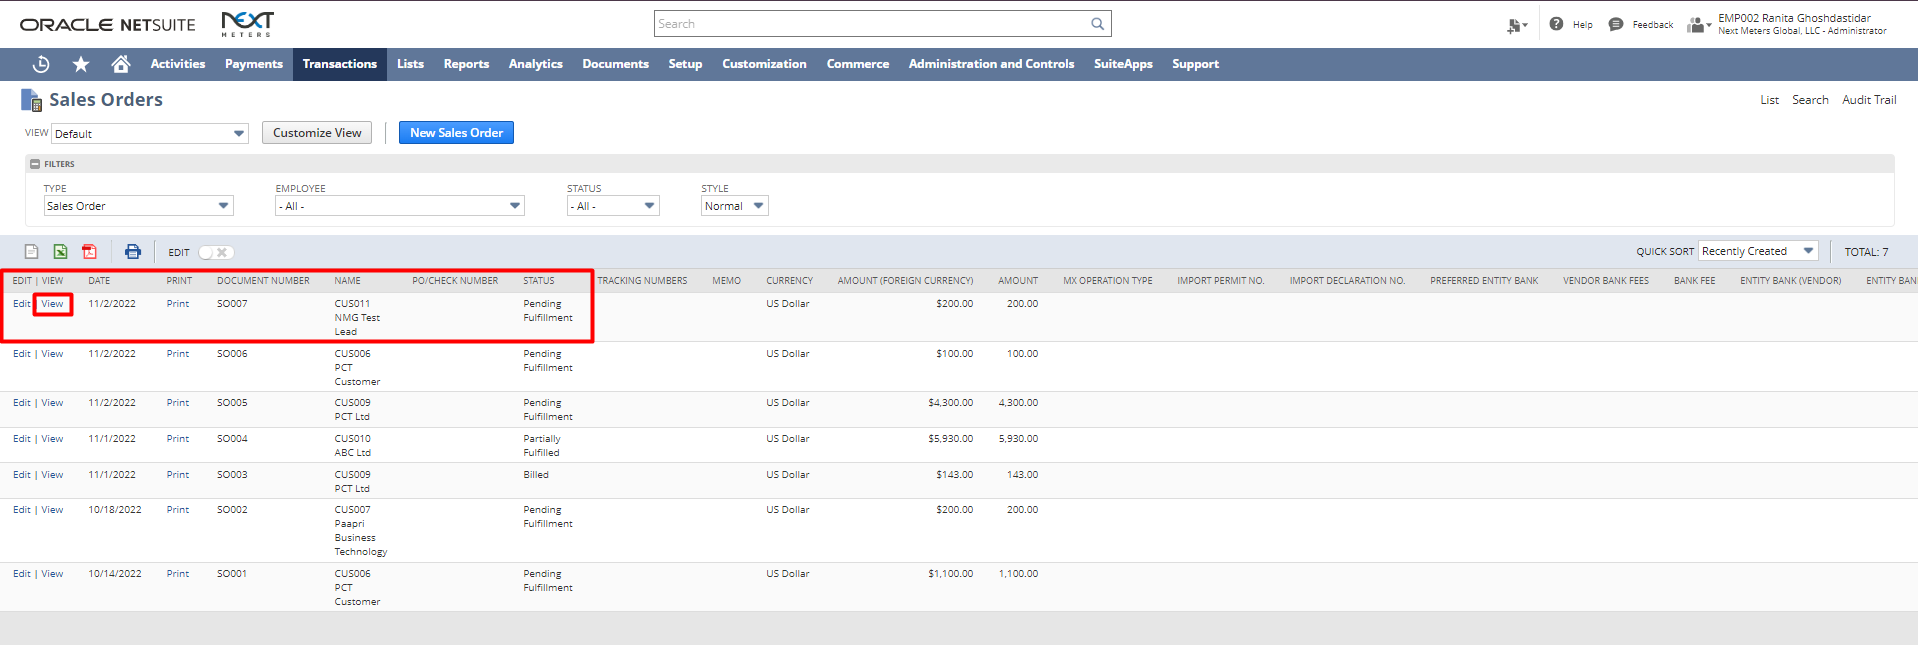 ORACLE NETSUITE NEXT METERS Search Help Feedback EMP002 Ranita Ghoshdastidar
Next Meters Global, LLC - Administrator
Activities Payments Transactions Lists Reports Analytics Documents Setup Customization Commerce Administration and Controls SuiteApps Support
Sales Orders List Search Audit Trail
VIEW Default Customize View New Sales Order
FILTERS
TYPE EMPLOYEE STATUS STYLE
Sales Order - All - - All - Normal
EDIT QUICK SORT Recently Created TOTAL: 7
EDIT | VIEW DATE PRINT DOCUMENT NUMBER NAME PO/CHECK NUMBER STATUS TRACKING NUMBERS MEMO CURRENCY AMOUNT (FOREIGN CURRENCY) AMOUNT MX OPERATION TYPE IMPORT PERMIT NO. IMPORT DECLARATION NO. PREFERRED ENTITY BANK VENDOR BANK FEES BANK FEE ENTITY BANK (VENDOR) ENTITY BAN
Edit View 11/2/2022 Print SO007 CUS011 Pending US Dollar $200.00 200.00
NMG Test Fulfillment
Lead
Edit | View 11/2/2022 Print SO006 CUS006 Pending US Dollar $100.00 100.00
PCT Fulfillment
Customer
Edit | View 11/2/2022 Print SO005 CUS009 Pending US Dollar $4,300.00 4,300.00
PCT Ltd Fulfillment
Edit | View 11/1/2022 Print SO004 CUS010 Partially US Dollar $5,930.00 5,930.00
ABC Ltd Fulfilled
Edit | View 11/1/2022 Print SO003 CUS009 Billed US Dollar $143.00 143.00
PCT Ltd
Edit | View 10/18/2022 Print SO002 CUS007 Pending US Dollar $200.00 200.00
Paapri Fulfillment
Business
Technology
Edit | View 10/14/2022 Print SO001 CUS006 Pending US Dollar $1,100.00 1,100.00
PCT Fulfillment
Customer